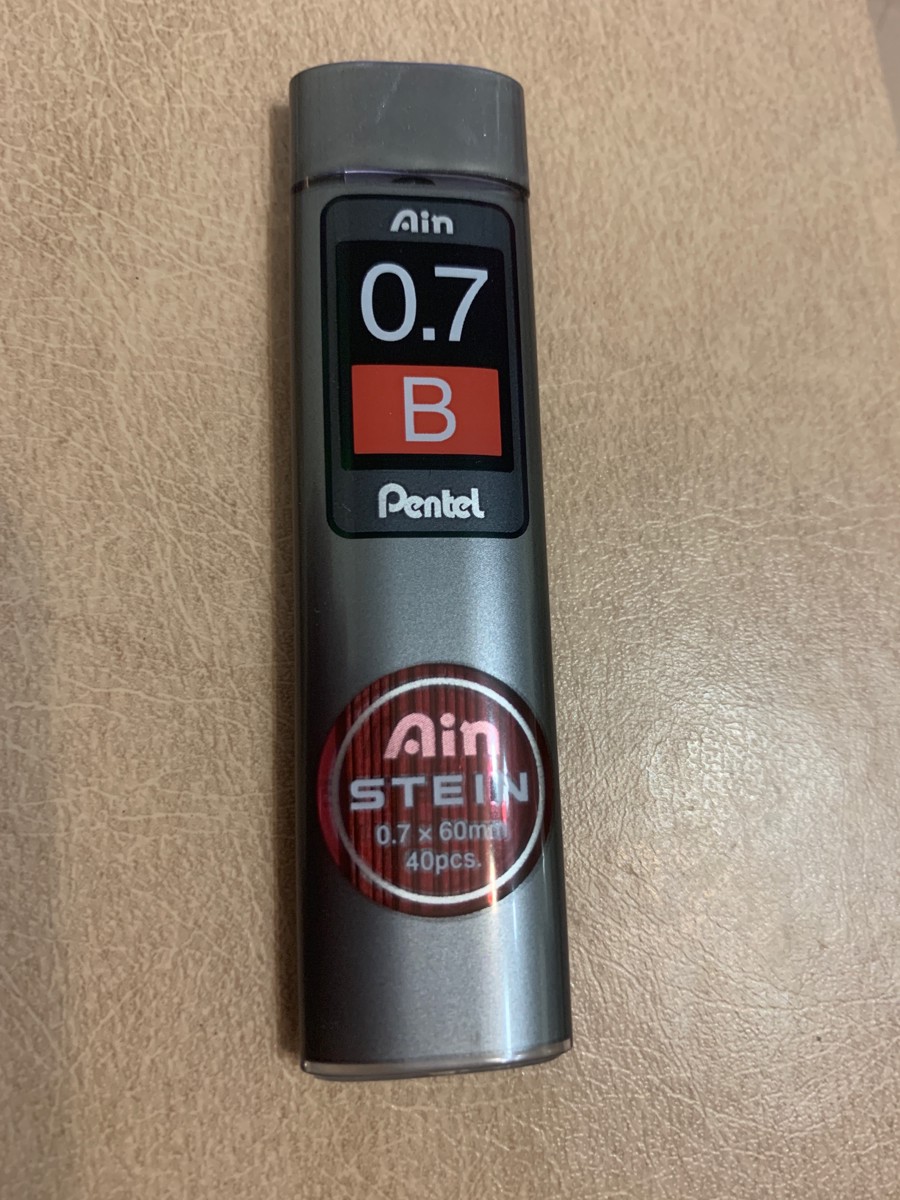 Ain
0.7
B
Pentel
Ain
STEIN
0.7 × 60mm
40pcs.